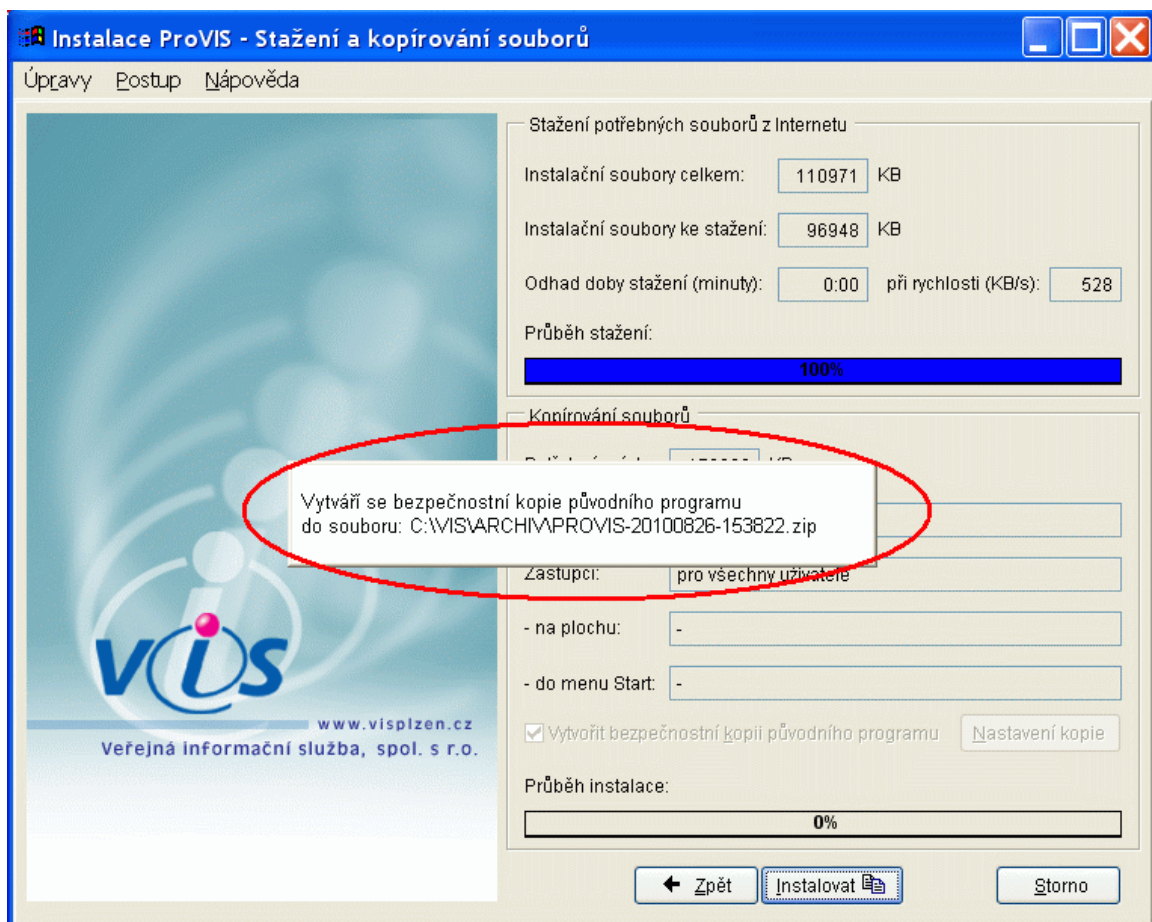 Instalace ProVIS - Stažení a kopírování souborů
Úpravy Postup Nápověda
Stažení potřebných souborů z Internetu
Instalační soubory celkem: 110971 KB
Instalační soubory ke stažení: 96948 KB
Odhad doby stažení (minuty): 0:00 při rychlosti (KB/s): 528
Průběh stažení:
100%
Kopírování souborů
Vytváří se bezpečnostní kopie původního programu
do souboru: C:\VIS\ARCHIV\PROVIS-20100826-153822.zip
Zástupci: pro všechny uživatele
- na plochu: -
- do menu Start: -
Vytvořit bezpečnostní kopii původního programu Nastavení kopie
Průběh instalace:
0%
vis
www.visplzen.cz
Veřejná informační služba, spol. s r.o.
Zpět Instalovat Storno